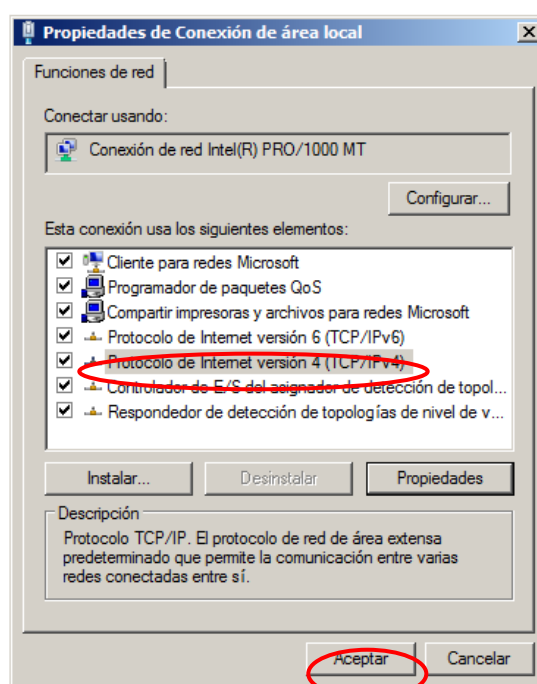 Propiedades de Conexión de área local
Funciones de red
Conectar usando:
Conexión de red Intel(R) PRO/1000 MT
Configurar...
Esta conexión usa los siguientes elementos:
Cliente para redes Microsoft
Programador de paquetes QoS
Compartir impresoras y archivos para redes Microsoft
Protocolo de Internet versión 6 (TCP/IPv6)
Protocolo de Internet versión 4 (TCP/IPv4)
Controlador de E/S del asignador de detección de topol...
Respondedor de detección de topologías de nivel de v...
Instalar... Desinstalar Propiedades
Descripción
Protocolo TCP/IP. El protocolo de red de área extensa
predeterminado que permite la comunicación entre varias
redes conectadas entre sí.
Aceptar Cancelar